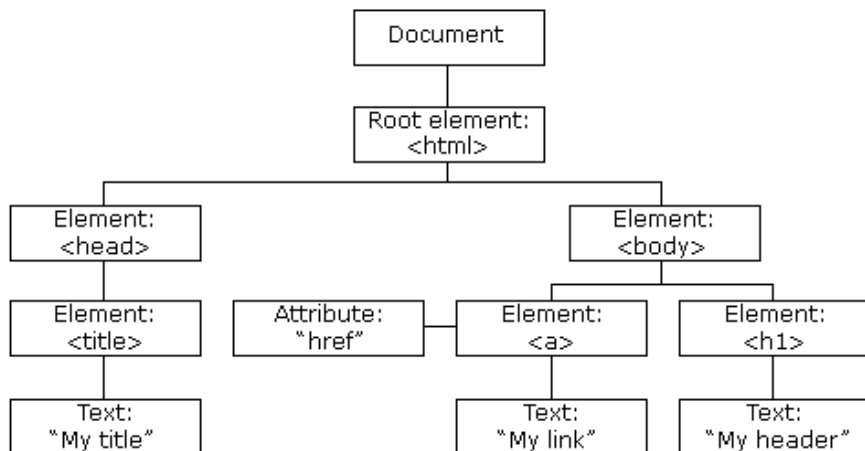 Document
Root element:
<html>
Element:
<head>
Element:
<body>
Element:
<title>
Attribute:
“href”
Element:
<a>
Element:
<h1>
Text:
“My title”
Text:
“My link”
Text:
“My header”